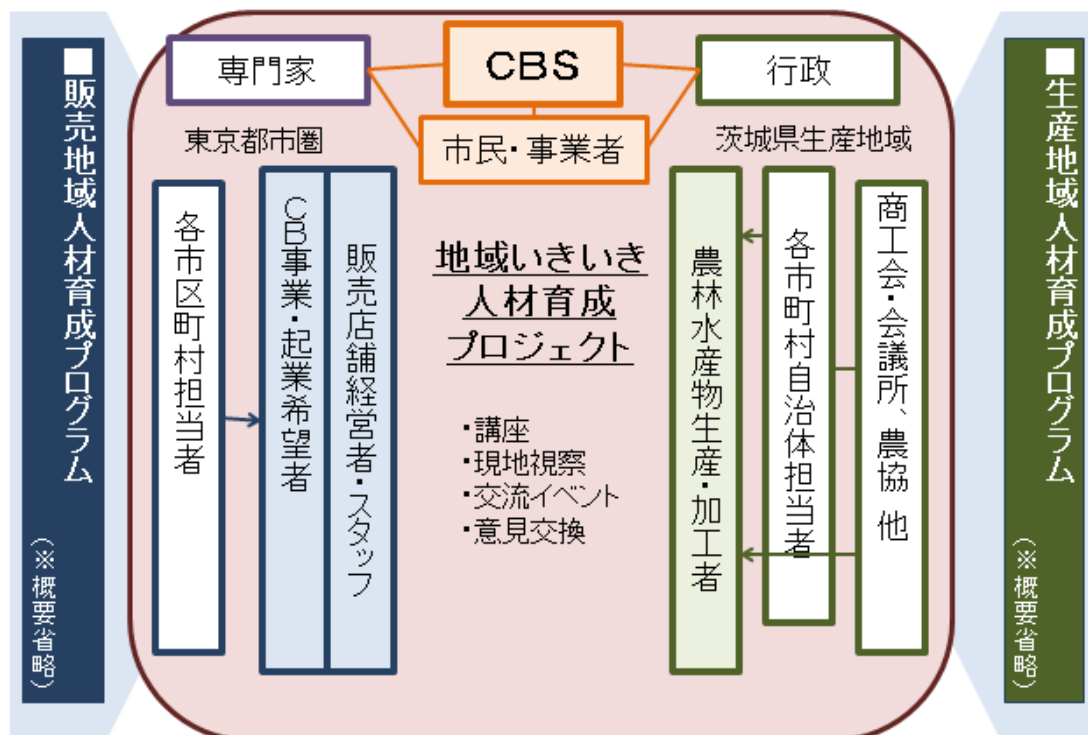 ■販売地域人材育成プログラム
(※概要省略)
専門家
CBS
行政
市民・事業者
東京都市圏
茨城県生産地域
各市区町村担当者
CB事業・起業希望者
販売店舗経営者・スタッフ
地域いきいき
人材育成
プロジェクト
・講座
・現地視察
・交流イベント
・意見交換
農林水産物生産・加工者
各市町村自治体担当者
商工会・会議所、農協 他
■生産地域人材育成プログラム
(※概要省略)